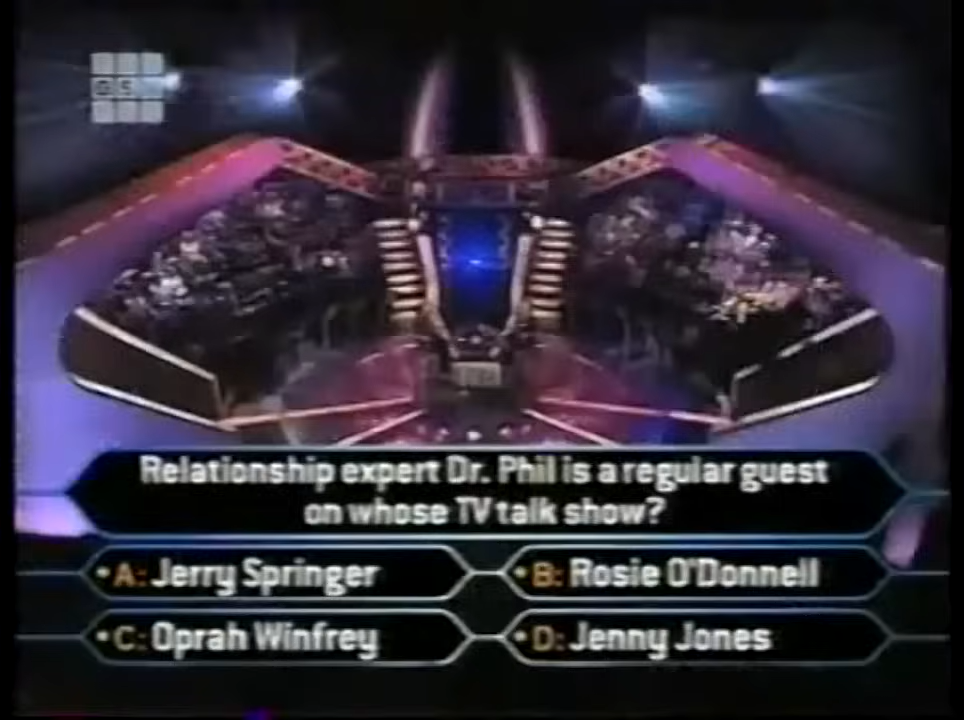 Relationship expert Dr. Phil is a regular guest
on whose TV talk show?
A: Jerry Springer
B: Rosie O'Donnell
C: Oprah Winfrey
D: Jenny Jones